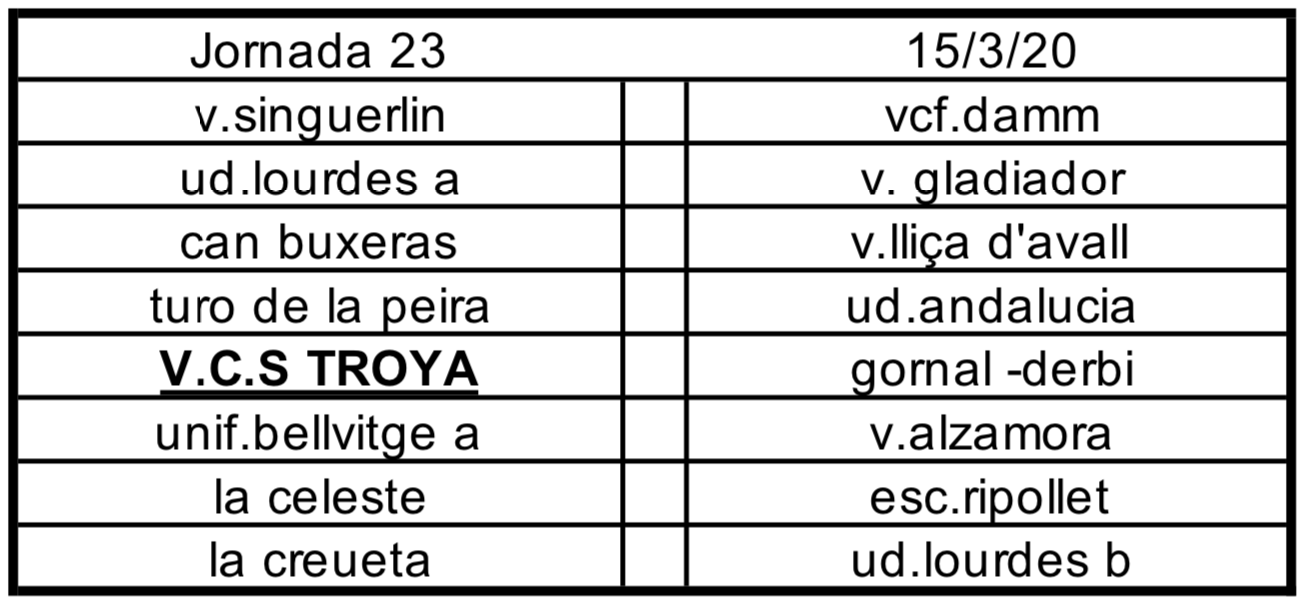 Jornada 23 15/3/20
v.singuerlin vcf.damm
ud.lourdes a v. gladiador
can buxeras v.lliça d'avall
turo de la peira ud.andalucia
V.C.S TROYA gornal -derbi
unif.bellvitge a v.alzamora
la celeste esc.ripollet
la creueta ud.lourdes b